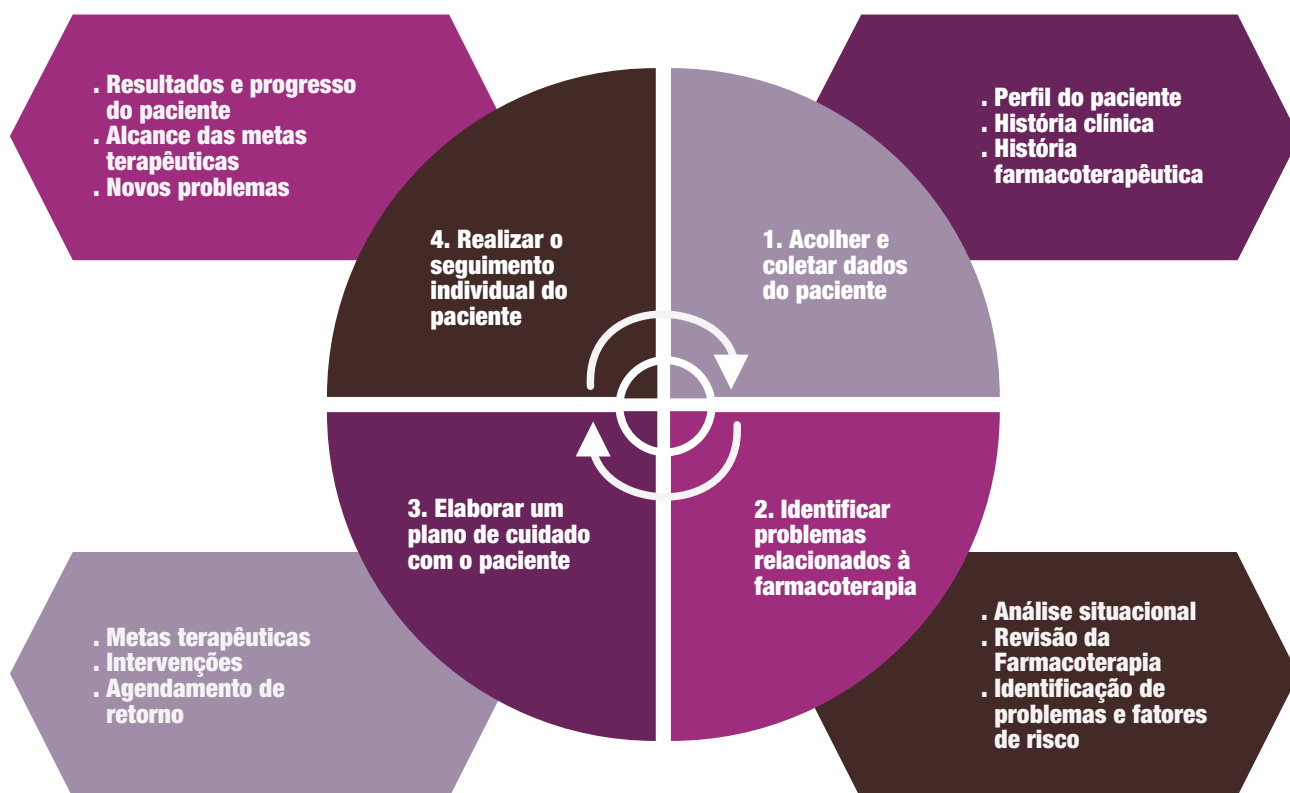 . Resultados e progresso
do paciente
. Alcance das metas
terapêuticas
. Novos problemas
. Perfil do paciente
. História clínica
. História
farmacoterapêutica
4. Realizar o
seguimento
individual do
paciente
1. Acolher e
coletar dados
do paciente
3. Elaborar um
plano de cuidado
com o paciente
2. Identificar
problemas
relacionados à
farmacoterapia
. Metas terapêuticas
. Intervenções
. Agendamento de
retorno
. Análise situacional
. Revisão da
Farmacoterapia
. Identificação de
problemas e fatores
de risco